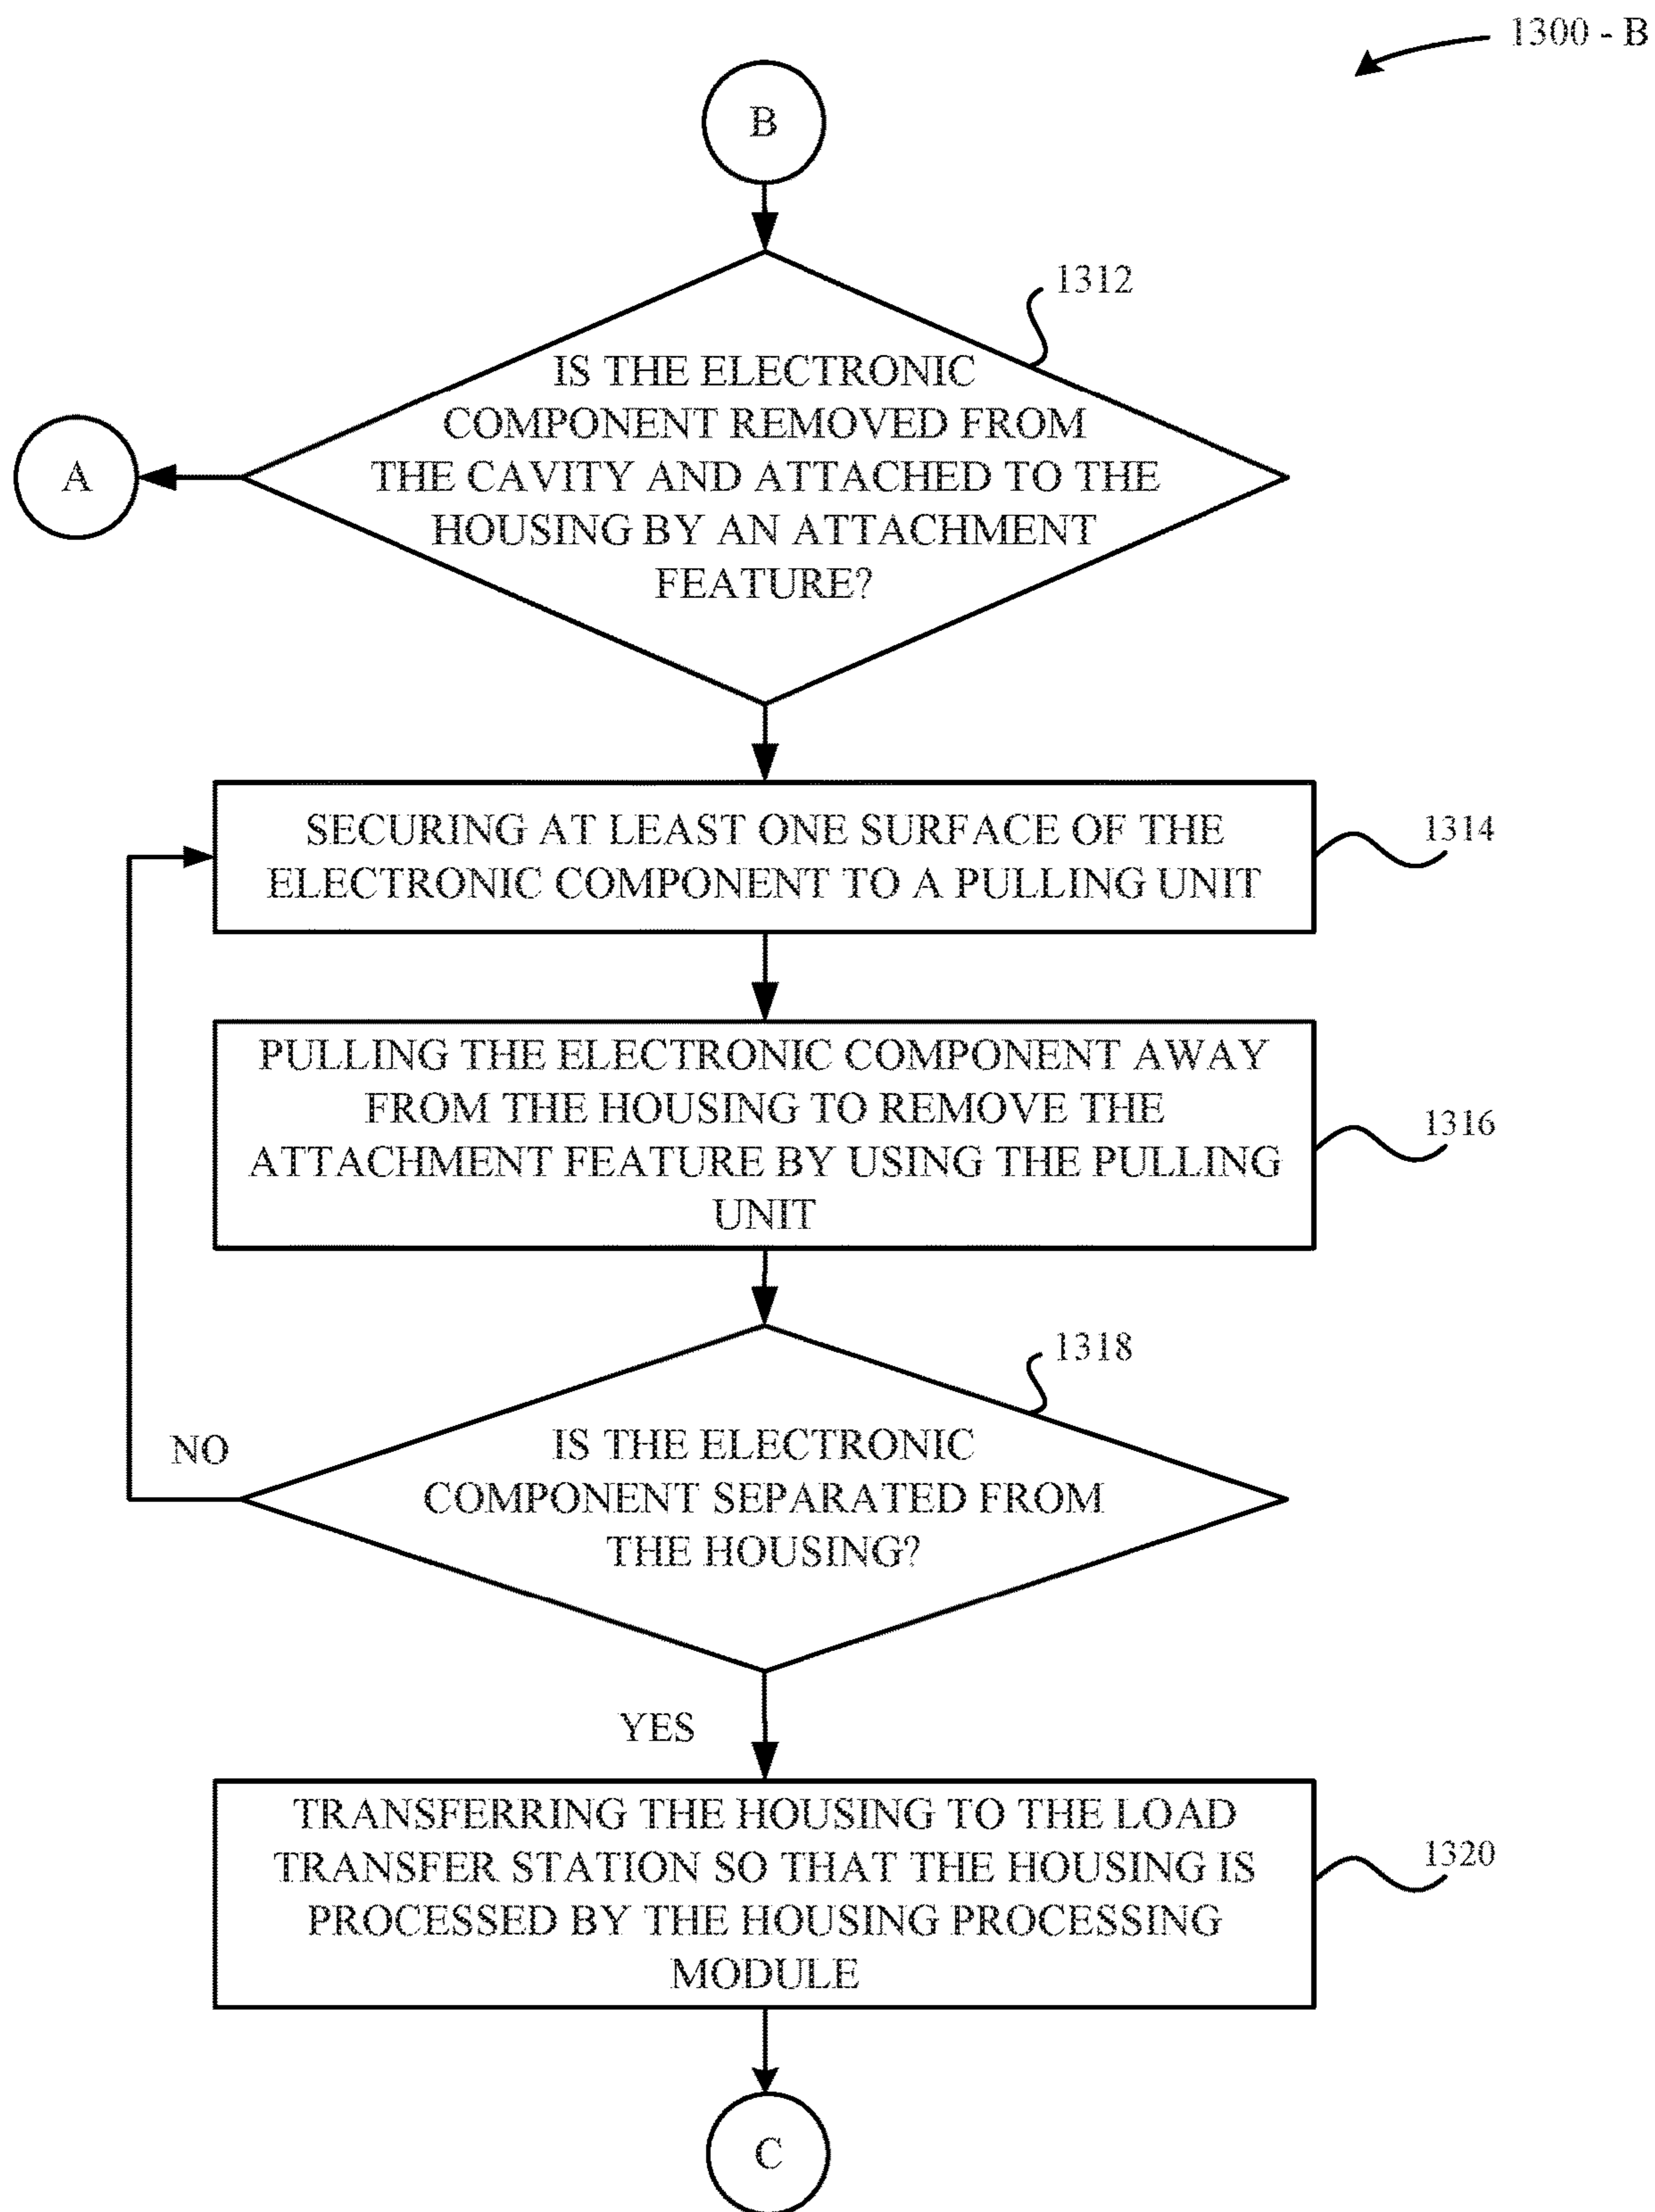 1300 - B
B
1312
IS THE ELECTRONIC
COMPONENT REMOVED FROM
THE CAVITY AND ATTACHED TO THE
HOUSING BY AN ATTACHMENT
FEATURE?
A
SECURING AT LEAST ONE SURFACE OF THE
ELECTRONIC COMPONENT TO A PULLING UNIT
1314
PULLING THE ELECTRONIC COMPONENT AWAY
FROM THE HOUSING TO REMOVE THE
ATTACHMENT FEATURE BY USING THE PULLING
UNIT
1316
1318
IS THE ELECTRONIC
COMPONENT SEPARATED FROM
THE HOUSING?
NO
YES
TRANSFERRING THE HOUSING TO THE LOAD
TRANSFER STATION SO THAT THE HOUSING IS
PROCESSED BY THE HOUSING PROCESSING
MODULE
1320
C